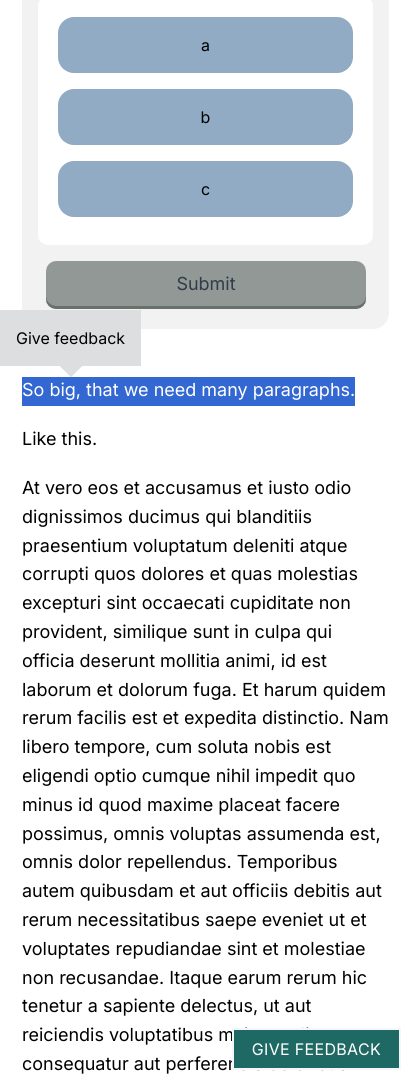 a
b
c
Submit
Give feedback
So big, that we need many paragraphs.
Like this.
At vero eos et accusamus et iusto odio
dignissimos ducimus qui blanditiis
praesentium voluptatum deleniti atque
corrupti quos dolores et quas molestias
excepturi sint occaecati cupiditate non
provident, similique sunt in culpa qui
officia deserunt mollitia animi, id est
laborum et dolorum fuga. Et harum quidem
rerum facilis est et expedita distinctio. Nam
libero tempore, cum soluta nobis est
eligendi optio cumque nihil impedit quo
minus id quod maxime placeat facere
possimus, omnis voluptas assumenda est,
omnis dolor repellendus. Temporibus
autem quibusdam et aut officiis debitis aut
rerum necessitatibus saepe eveniet ut et
voluptates repudiandae sint et molestiae
non recusandae. Itaque earum rerum hic
tenetur a sapiente delectus, ut aut
reiciendis voluptatibus
consequatur aut
GIVE FEEDBACK